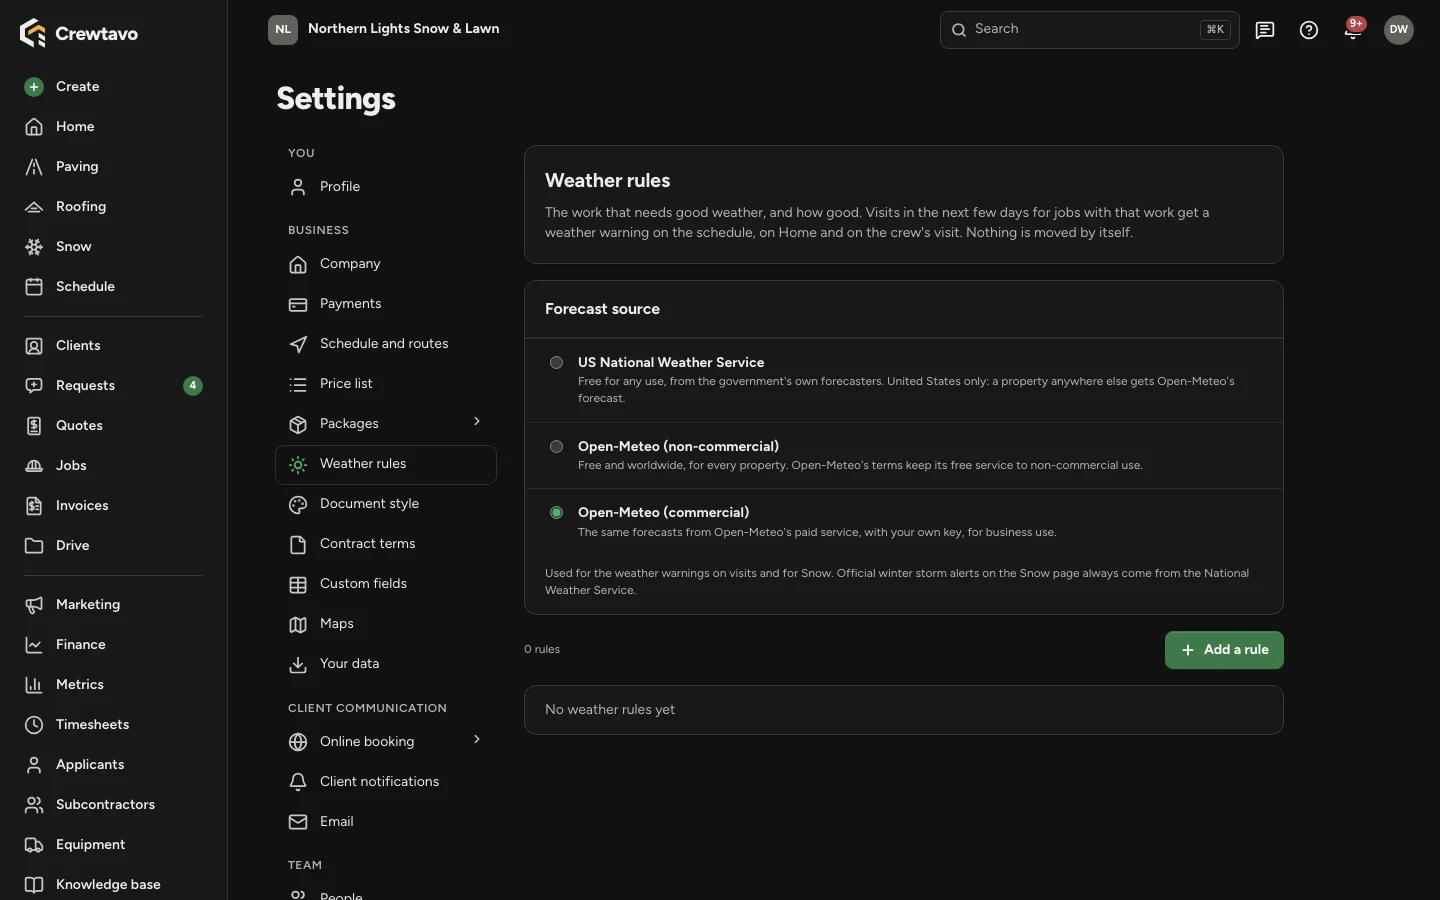 Crewtavo
NL
Northern Lights Snow & Lawn
Search
⌘K
9+
DW
Create
Home
Paving
Roofing
Snow
Schedule
Clients
Requests
4
Quotes
Jobs
Invoices
Drive
Marketing
Finance
Metrics
Timesheets
Applicants
Subcontractors
Equipment
Knowledge base
Settings
YOU
Profile
BUSINESS
Company
Payments
Schedule and routes
Price list
Packages
Weather rules
Document style
Contract terms
Custom fields
Maps
Your data
CLIENT COMMUNICATION
Online booking
Client notifications
Email
TEAM
People
Weather rules
The work that needs good weather, and how good. Visits in the next few days for jobs with that work get a
weather warning on the schedule, on Home and on the crew's visit. Nothing is moved by itself.
Forecast source
US National Weather Service
Free for any use, from the government's own forecasters. United States only: a property anywhere else gets Open-Meteo's
forecast.
Open-Meteo (non-commercial)
Free and worldwide, for every property. Open-Meteo's terms keep its free service to non-commercial use.
Open-Meteo (commercial)
The same forecasts from Open-Meteo's paid service, with your own key, for business use.
Used for the weather warnings on visits and for Snow. Official winter storm alerts on the Snow page always come from the National
Weather Service.
0 rules
Add a rule
No weather rules yet